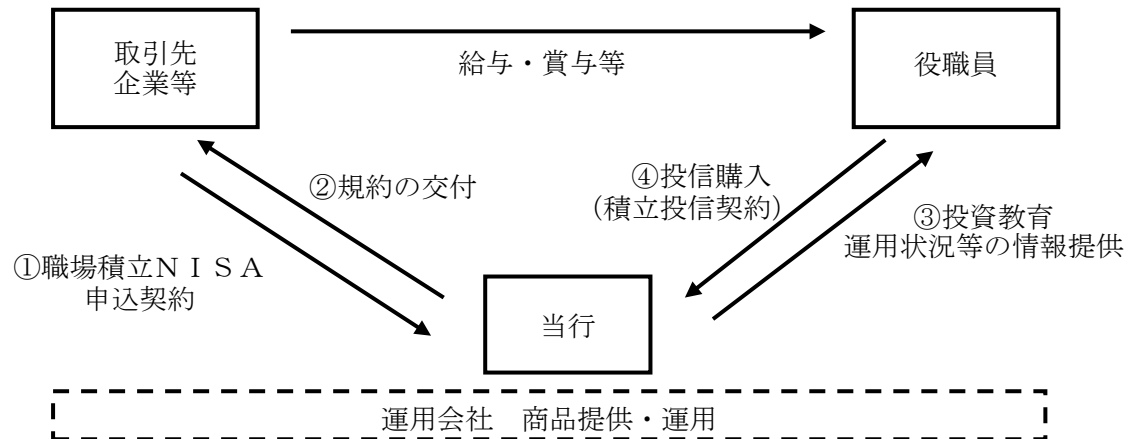 取引先
企業等
給与・賞与等
役職員
②規約の交付
④投信購入
(積立投信契約)
③投資教育
運用状況等の情報提供
①職場積立ＮＩＳＡ
申込契約
当行
運用会社　商品提供・運用